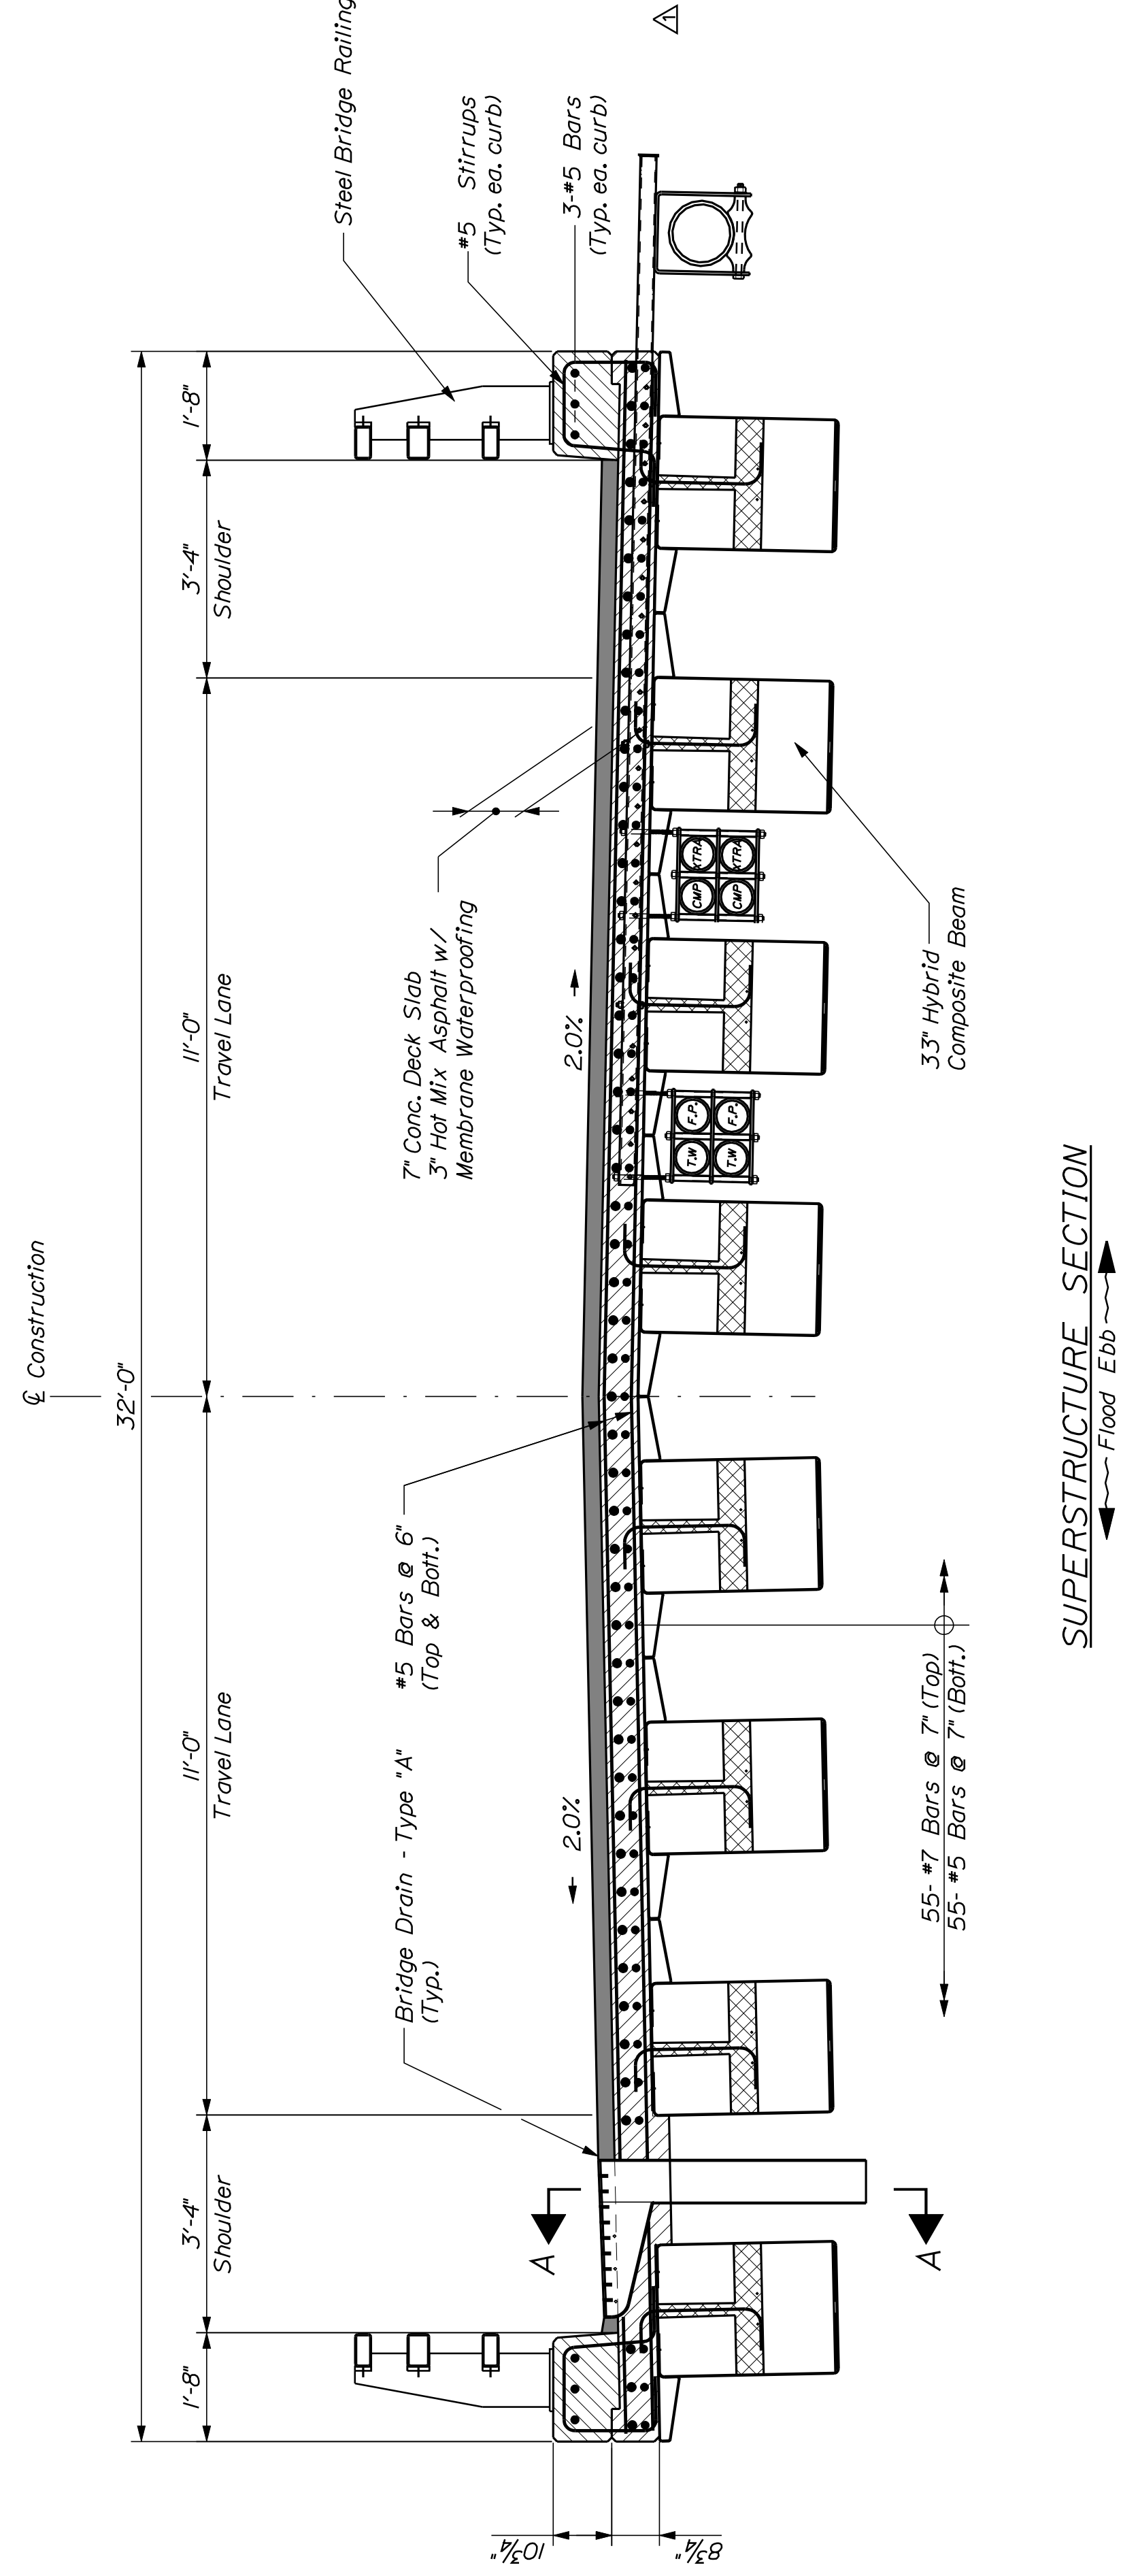 ℄ Construction
32'-0"
1'-8"
3'-4"
Shoulder
11'-0"
Travel Lane
11'-0"
Travel Lane
3'-4"
Shoulder
1'-8"
Steel Bridge Railing
#5 Stirrups
(Typ. ea. curb)
3-#5 Bars
(Typ. ea. curb)
1
Bridge Drain - Type "A"
(Typ.)
#5 Bars @ 6"
(Top & Bott.)
7" Conc. Deck Slab
3" Hot Mix Asphalt w/
Membrane Waterproofing
2.0%
2.0%
10¾"
8¾"
A
A
T.W
F.P.
T.W
F.P.
CMP
XTRA
CMP
XTRA
33" Hybrid
Composite Beam
55- #7 Bars @ 7" (Top)
55- #5 Bars @ 7" (Bott.)
SUPERSTRUCTURE SECTION
Flood Ebb